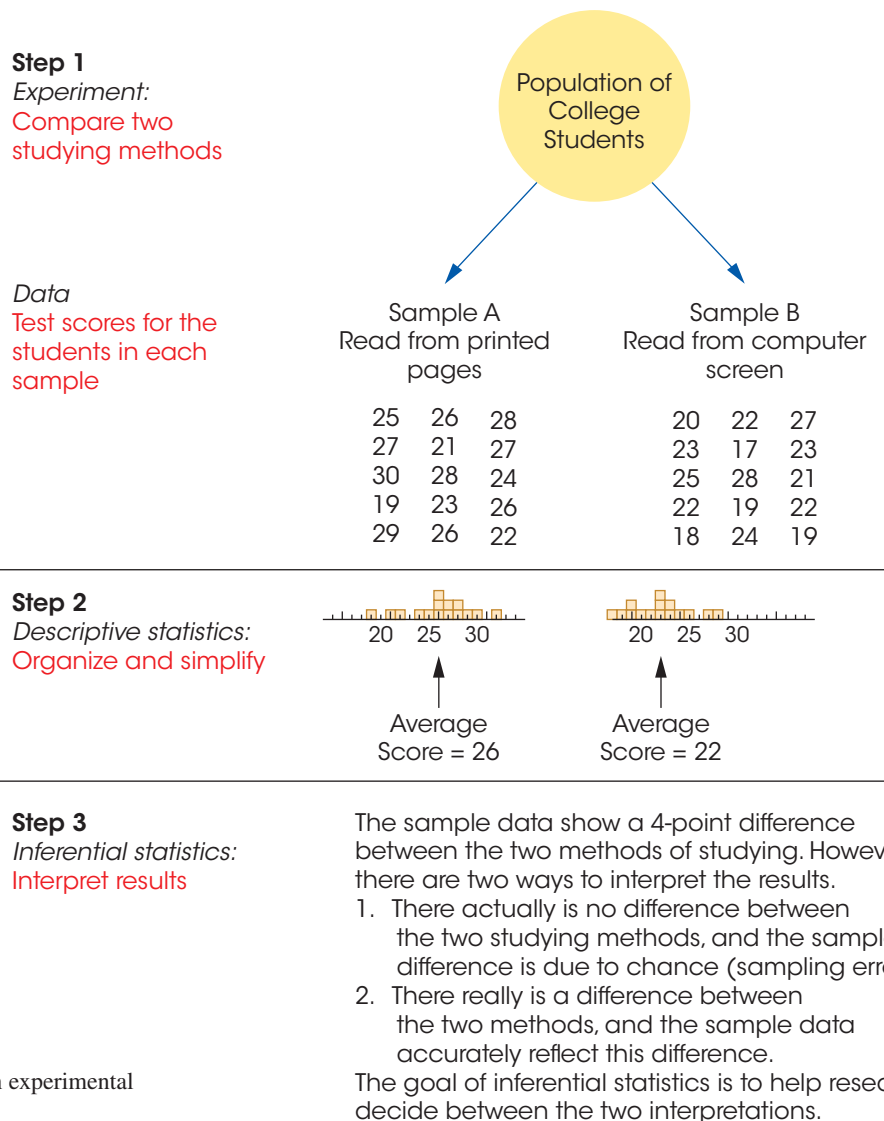 Step 1
Experiment:
Compare two
studying methods
Population of
College
Students
Data
Test scores for the
students in each
sample
Sample A
Read from printed
pages
Sample B
Read from computer
screen
25 26 28
27 21 27
30 28 24
19 23 26
29 26 22
20 22 27
23 17 23
25 28 21
22 19 22
18 24 19
Step 2
Descriptive statistics:
Organize and simplify
20 25 30
20 25 30
Average
Score = 26
Average
Score = 22
Step 3
Inferential statistics:
Interpret results
The sample data show a 4-point difference
between the two methods of studying. Howev
there are two ways to interpret the results.
1. There actually is no difference between
the two studying methods, and the sampl
difference is due to chance (sampling erro
2. There really is a difference between
the two methods, and the sample data
accurately reflect this difference.
The goal of inferential statistics is to help resea
decide between the two interpretations.
n experimental